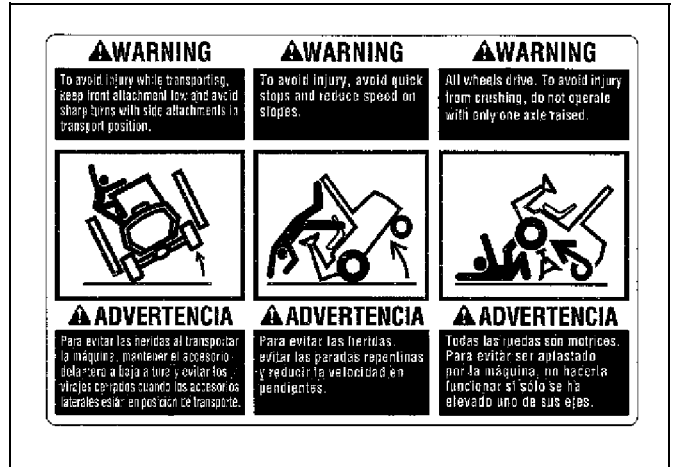 WARNING
To avoid injury while transporting,
keep front attachment low and avoid
sharp turns with side attachments in
transport position.
WARNING
To avoid injury, avoid quick
stops and reduce speed on
slopes.
WARNING
All wheels drive. To avoid injury
from crushing, do not operate
with only one axle raised.
ADVERTENCIA
Para evitar las heridas al transportar
la máquina, mantener el accesorio
delantero a baja altura y evitar los
virajes cerrados cuando los accesorios
laterales están en posición de transporte.
ADVERTENCIA
Para evitar las heridas,
evitar las paradas repentinas
y reducir la velocidad en
pendientes.
ADVERTENCIA
Todas las ruedas son motrices.
Para evitar ser aplastado
por la máquina, no hacerla
funcionar si sólo se ha
elevado uno de sus ejes.